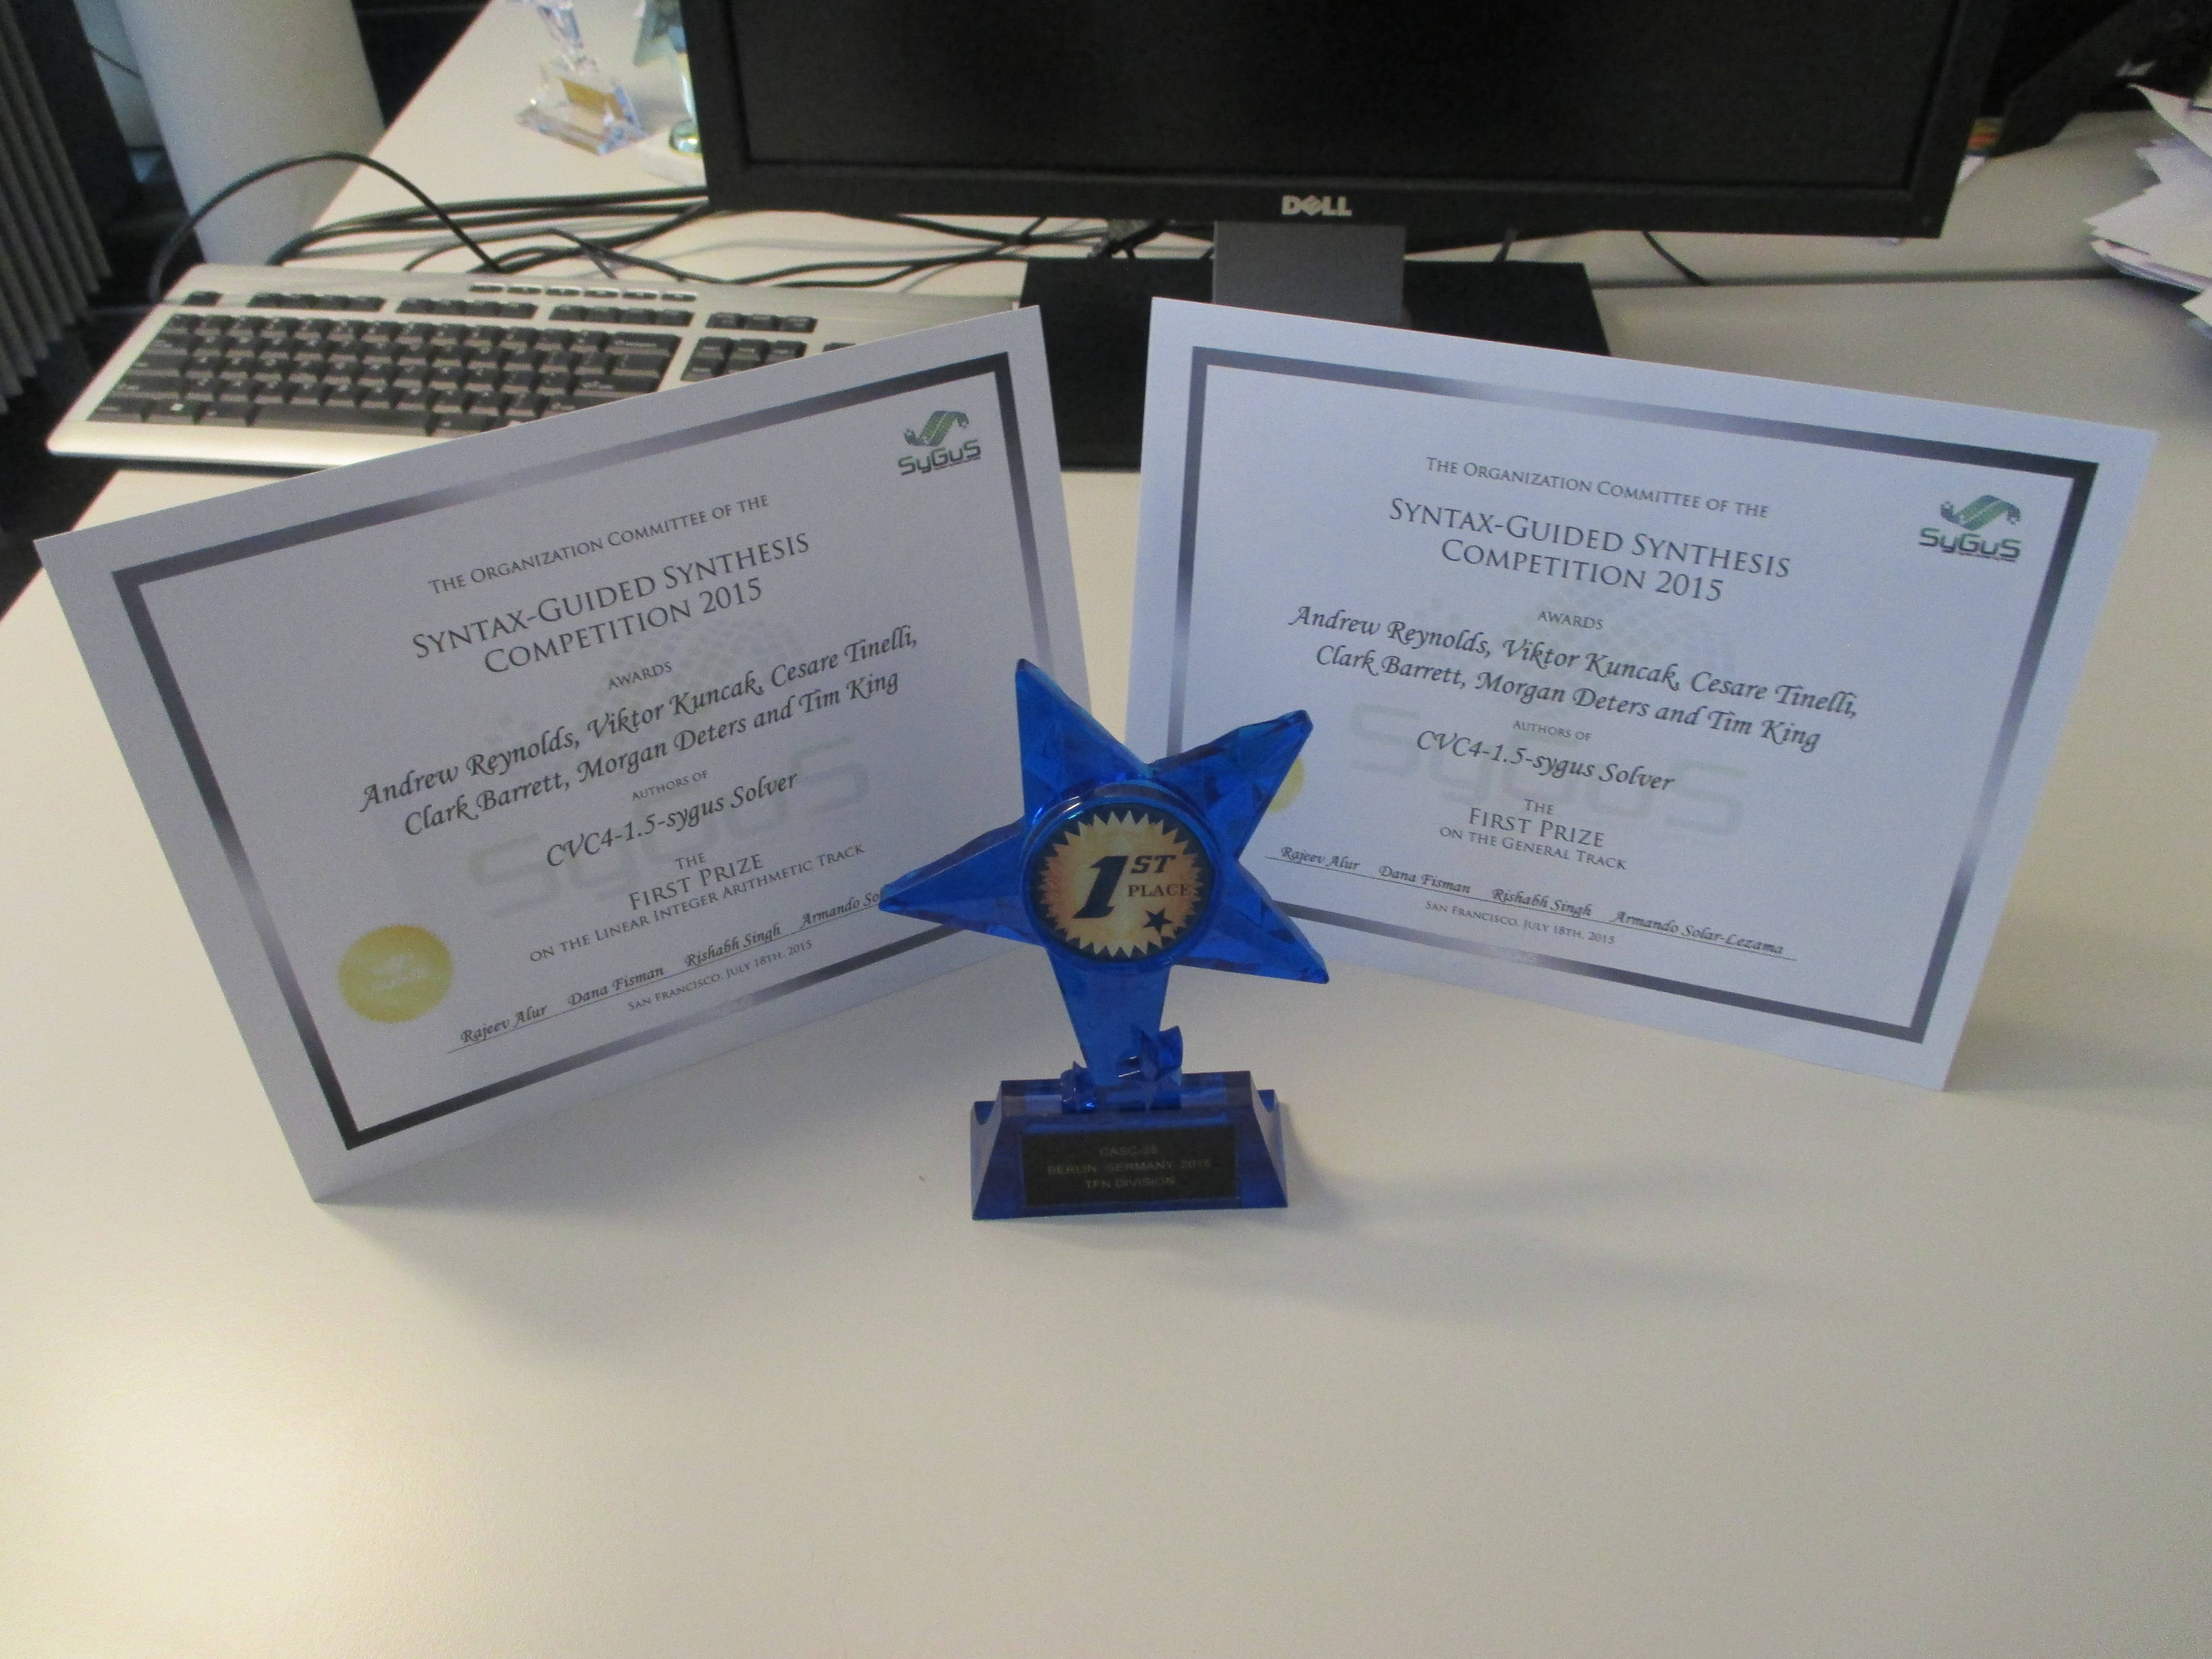 DELL
SyGuS
THE ORGANIZATION COMMITTEE OF THE
SYNTAX-GUIDED SYNTHESIS
COMPETITION 2015
AWARDS
Andrew Reynolds, Viktor Kuncak, Cesare Tinelli,
Clark Barrett, Morgan Deters and Tim King
AUTHORS OF
CVC4-1.5-sygus Solver
THE
FIRST PRIZE
ON THE LINEAR INTEGER ARITHMETIC TRACK
Rajeev Alur Dana Fisman Rishabh Singh Armando
SAN FRANCISCO, JULY 18TH, 2015
SyGuS
SyGuS
THE ORGANIZATION COMMITTEE OF THE
SYNTAX-GUIDED SYNTHESIS
COMPETITION 2015
AWARDS
Andrew Reynolds, Viktor Kuncak, Cesare Tinelli,
Clark Barrett, Morgan Deters and Tim King
AUTHORS OF
CVC4-1.5-sygus Solver
THE
FIRST PRIZE
ON THE GENERAL TRACK
Rajeev Alur Dana Fisman Rishabh Singh Armando Solar-Lezama
SAN FRANCISCO, JULY 18TH, 2015
SyGuS
1ST
PLACE
BERLIN, GERMANY 2015
TFN DIVISION